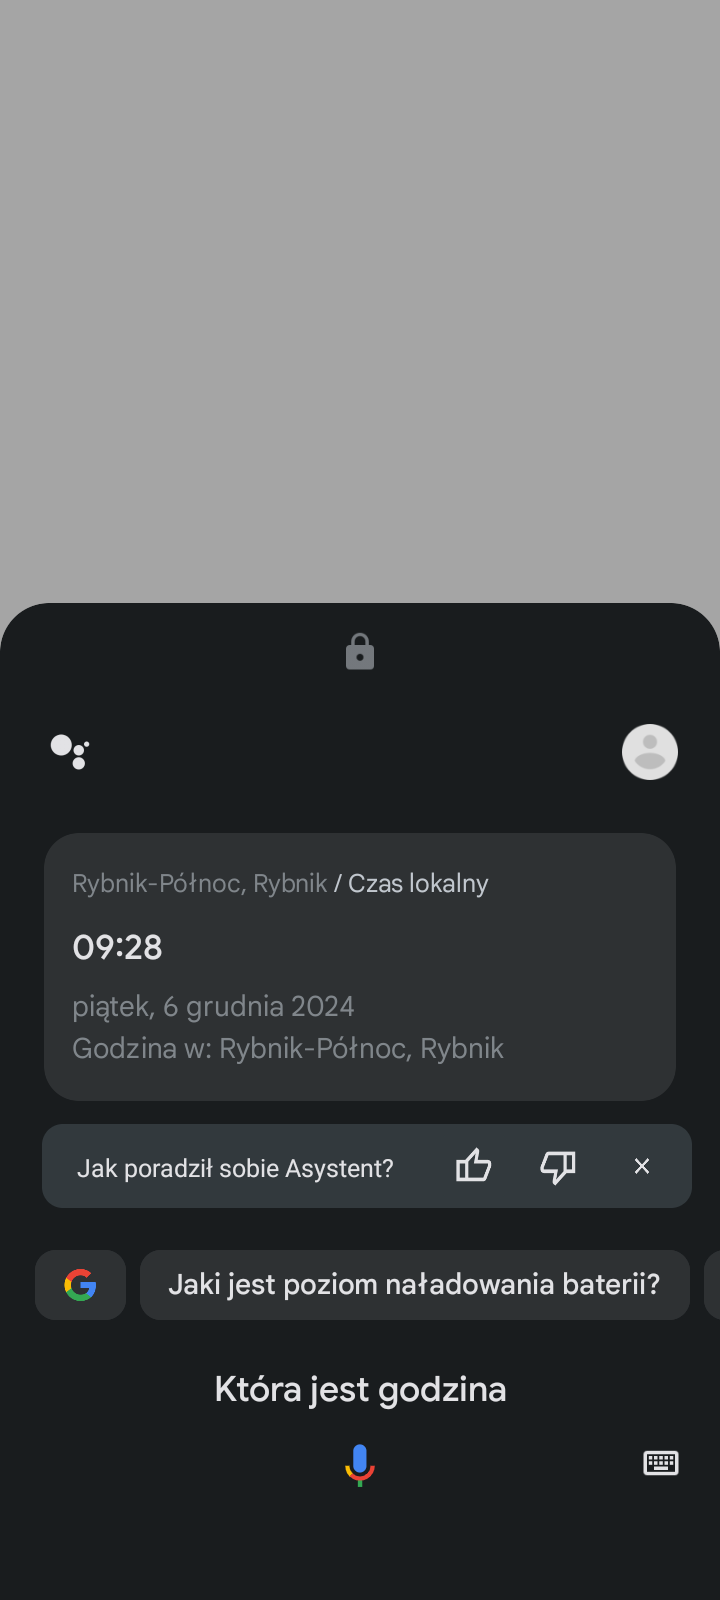 Rybnik-Północ, Rybnik / Czas lokalny
09:28
piątek, 6 grudnia 2024
Godzina w: Rybnik-Północ, Rybnik
Jak poradził sobie Asystent?
Jaki jest poziom naładowania baterii?
Która jest godzina